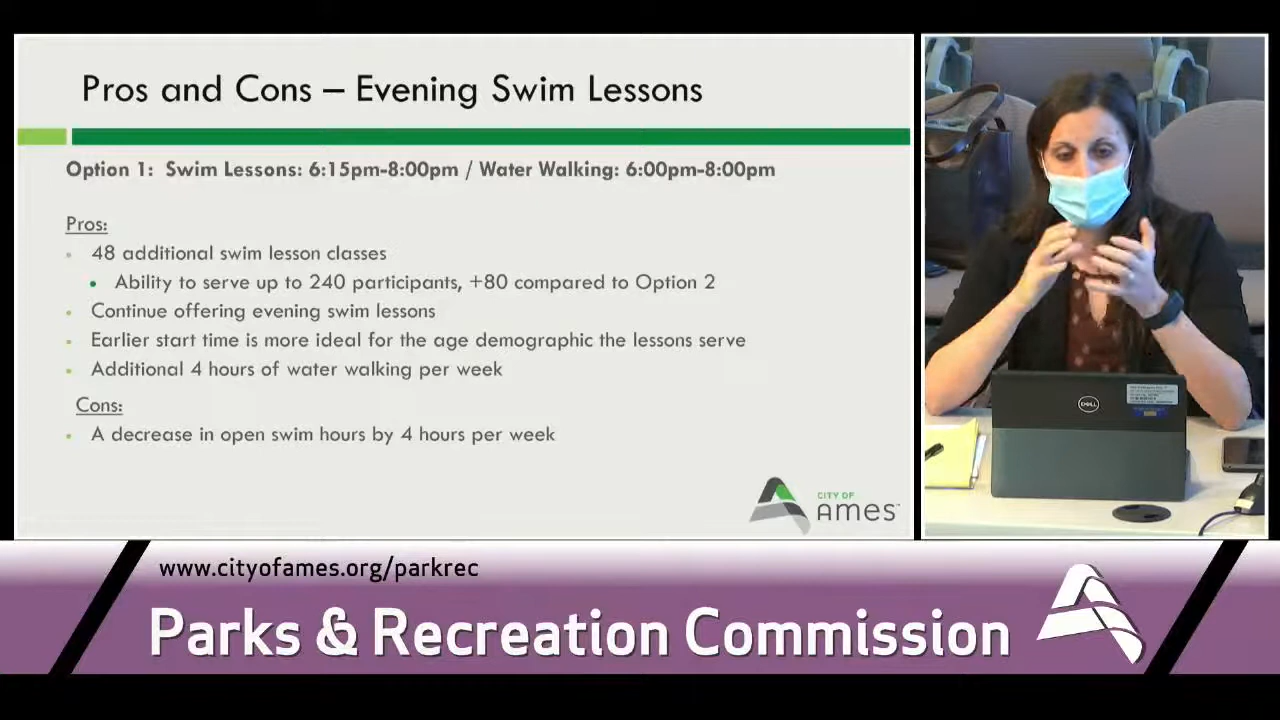 Pros and Cons – Evening Swim Lessons
Option 1: Swim Lessons: 6:15pm-8:00pm / Water Walking: 6:00pm-8:00pm
Pros:
48 additional swim lesson classes
Ability to serve up to 240 participants, +80 compared to Option 2
Continue offering evening swim lessons
Earlier start time is more ideal for the age demographic the lessons serve
Additional 4 hours of water walking per week
Cons:
A decrease in open swim hours by 4 hours per week
CITY OF
AMES™
DELL
www.cityofames.org/parkrec
Parks & Recreation Commission